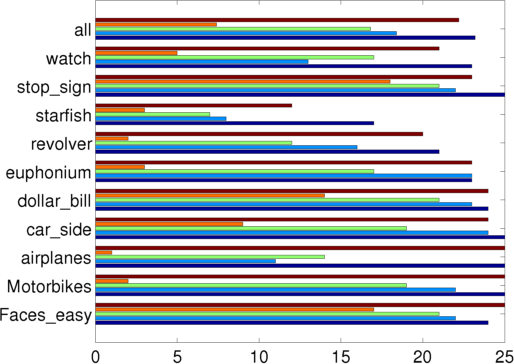 all
watch
stop_sign
starfish
revolver
euphonium
dollar_bill
car_side
airplanes
Motorbikes
Faces_easy
0 5 10 15 20 25